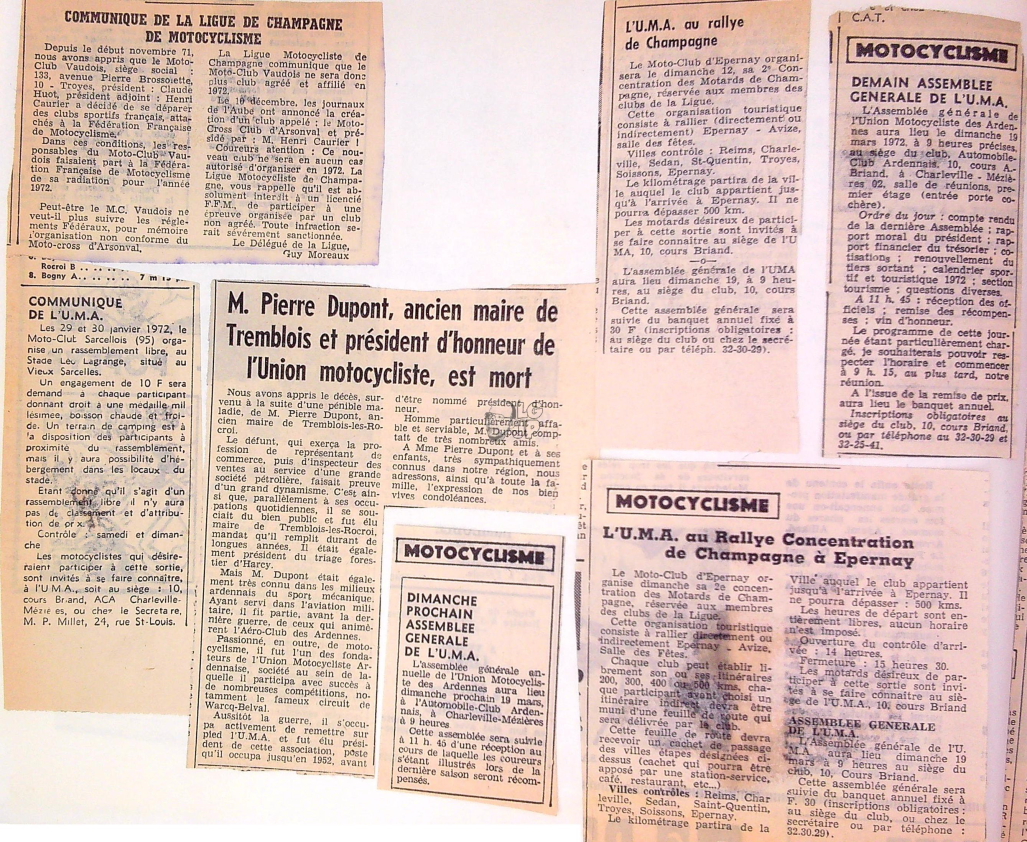 COMMUNIQUE DE LA LIGUE DE CHAMPAGNE
DE MOTOCYCLISME
Depuis le début novembre 71,
nous avons appris que le Moto-
Club Vaudois, siège social :
133, avenue Pierre Brossolette,
10 - Troyes, président : Claude
Huot, président adjoint : Henri
Caurier a décidé de se déparer
des clubs sportifs français, atta-
chés à la Fédération Française
de Motocyclisme.
Dans ces conditions, les res-
ponsables du Moto-Club Vau-
dois faisaient part à la Fédéra-
tion Française de Motocyclisme
de sa radiation pour l'année
1972.
Peut-être le M.C. Vaudois ne
veut-il plus suivre les règle-
ments Fédéraux, pour mémoire
l'organisation non conforme du
Moto-cross d'Arsonval,
La Ligue Motocycliste de
Champagne communique que le
Moto-Club Vaudois ne sera donc
plus club agréé et affilié en
1972.
Le 19 décembre, les journaux
de l'Aube ont annoncé la créa-
tion d'un club appelé : le Moto-
Cross Club d'Arsonval et pré-
sidé par : M. Henri Caurier !
Coureurs attention : Ce nou-
veau club ne sera en aucun cas
autorisé d'organiser en 1972. La
Ligue Motocycliste de Champa-
gne, vous rappelle qu'il est ab-
solument interdit à un licencié
F.F.M., de participer à une
épreuve organisée par un club
non agréé. Toute infraction se-
rait sévèrement sanctionnée.
Le Délégué de la Ligue,
Guy Moreaux
Rocroi B
8. Bogny A. 7 m 15
COMMUNIQUE
DE L'U.M.A.
Les 29 et 30 janvier 1972, le
Moto-Club Sarcellois (95) orga-
nise un rassemblement libre, au
Stade Léo Lagrange, situé au
Vieux Sarcelles.
Un engagement de 10 F sera
demandé à chaque participant
donnant droit à une médaille mil
lésimée, boisson chaude et froi-
de. Un terrain de camping est à
la disposition des participants à
proximité du rassemblement,
mais il y aura possibilité d'hé-
bergement dans les locaux du
stade.
Etant donné qu'il s'agit d'un
rassemblement libre il n'y aura
pas de classement et d'attribu-
tion de prix.
Contrôle : samedi et diman-
che
Les motocyclistes qui désire-
raient participer à cette sortie,
sont invités à se faire connaître,
à l'U.M.A., soit au siège : 10,
cours Briand, ACA Charleville-
Mézières, ou chez le Secrétaire,
M. P. Millet, 24, rue St-Louis.
M. Pierre Dupont, ancien maire de
Tremblois et président d'honneur de
l'Union motocycliste, est mort
Nous avons appris le décès, sur-
venu à la suite d'une pénible ma-
ladie, de M. Pierre Dupont, an-
cien maire de Tremblois-les-Ro-
croi.
Le défunt, qui exerça la pro-
fession de représentant de
commerce, puis d'inspecteur des
ventes au service d'une grande
société pétrolière, faisait preuve
d'un grand dynamisme. C'est ain-
si que, parallèlement à ses occu-
pations quotidiennes, il se sou-
ciait du bien public et fut élu
maire de Tremblois-les-Rocroi,
mandat qu'il remplit durant de
longues années. Il était égale-
ment président du triage fores-
tier d'Harcy.
Mais M. Dupont était égale-
ment très connu dans les milieux
ardennais du sport mécanique.
Ayant servi dans l'aviation mili-
taire, il fit partie, avant la der-
nière guerre, de ceux qui animè-
rent l'Aéro-Club des Ardennes.
Passionné, en outre, de moto-
cyclisme, il fut l'un des fonda-
teurs de l'Union Motocycliste Ar-
dennaise, société au sein de la-
quelle il participa avec succès à
de nombreuses compétitions, no-
tamment le fameux circuit de
Warcq-Belval.
Aussitôt la guerre, il s'occu-
pa activement de remettre sur
pied l'U.M.A. et fut élu prési-
dent de cette association, poste
qu'il occupa jusqu'en 1952, avant
d'être nommé président d'hon-
neur.
Homme particulièrement affa-
ble et serviable, M. Dupont comp-
tait de très nombreux amis.
A Mme Pierre Dupont et à ses
enfants, très sympathiquement
connus dans notre région, nous
adressons, ainsi qu'à toute la fa-
mille, l'expression de nos bien
vives condoléances.
MOTOCYCLISME
DIMANCHE
PROCHAIN
ASSEMBLEE
GENERALE
DE L'U.M.A.
L'assemblée générale an-
nuelle de l'Union Motocyclis-
te des Ardennes aura lieu
dimanche prochain 19 mars,
à l'Automobile-Club Arden-
nais, à Charleville-Mézières
à 9 heures
Cette assemblée sera suivie
à 11 h. 45 d'une réception au
cours de laquelle les coureurs
s'étant illustrés lors de la
dernière saison seront récom-
pensés.
L'U.M.A. au rallye
de Champagne
Le Moto-Club d'Epernay organi-
sera le dimanche 12, sa 2e Con-
centration des Motards de Cham-
pagne, réservée aux membres des
clubs de la Ligue.
Cette organisation touristique
consiste à rallier (directement ou
indirectement) Epernay - Avize,
salle des fêtes.
Villes contrôle : Reims, Charle-
ville, Sedan, St-Quentin, Troyes,
Soissons, Epernay.
Le kilométrage partira de la vil-
le auquel le club appartient jus-
qu'à l'arrivée à Epernay. Il ne
pourra dépasser 500 km.
Les motards désireux de partici-
per à cette sortie sont invités à
se faire connaître au siège de l'U
MA, 10, cours Briand.
—o—
L'assemblée générale de l'UMA
aura lieu dimanche 19, à 9 heu-
res, au siège du club, 10, cours
Briand.
Cette assemblée générale sera
suivie du banquet annuel fixé à
30 F (inscriptions obligatoires :
au siège du club ou chez le secré-
taire ou par téléph. 32-30-29).
C.A.T.
MOTOCYCLISME
DEMAIN ASSEMBLEE
GENERALE DE L'U.M.A.
L'Assemblée générale de
l'Union Motocycliste des Arden-
nes aura lieu le dimanche 19
mars 1972, à 9 heures précises,
au siège du club, Automobile-
Club Ardennais, 10, cours A.-
Briand, à Charleville - Méziè-
res 02, salle de réunions, pre-
mier étage (entrée porte co-
chère).
Ordre du jour : compte rendu
de la dernière Assemblée ; rap-
port moral du président ; rap-
port financier du trésorier ; co-
tisations ; renouvellement du
tiers sortant ; calendrier spor-
tif et touristique 1972 ; section
tourisme ; questions diverses.
A 11 h. 45 : réception des of-
ficiels ; remise des récompen-
ses ; vin d'honneur.
Le programme de cette jour-
née étant particulièrement char-
gé, je souhaiterais pouvoir res-
pecter l'horaire et commencer
à 9 h. 15, au plus tard, notre
réunion.
A l'issue de la remise de prix,
aura lieu le banquet annuel.
Inscriptions obligatoires au
siège du club, 10, cours Briand,
ou par téléphone au 32-30-29 et
32-25-41.
MOTOCYCLISME
L'U.M.A. au Rallye Concentration
de Champagne à Epernay
Le Moto-Club d'Epernay or-
ganise dimanche sa 2e concen-
tration des Motards de Cham-
pagne, réservée aux membres
des clubs de la Ligue.
Cette organisation touristique
consiste à rallier directement ou
indirectement Epernay - Avize,
Salle des Fêtes.
Chaque club peut établir li-
brement son ou ses itinéraires
200, 300, 400 ou 500 kms, cha-
que participant ayant choisi un
itinéraire indirect devra être
muni d'une feuille de route qui
sera délivrée par la club.
Cette feuille de route devra
recevoir un cachet de passage
des villes étape désignées ci-
dessus (cachet qui pourra être
apposé par une station-service,
café, restaurant, etc...)
Villes contrôles : Reims, Char
leville, Sedan, Saint-Quentin,
Troyes, Soissons, Epernay.
Le kilométrage partira de la
Ville auquel le club appartient
jusqu'à l'arrivée à Epernay. Il
ne pourra dépasser : 500 kms.
Les heures de départ sont en-
tièrement libres, aucun horaire
n'est imposé.
Ouverture du contrôle d'arri-
vée : 14 heures.
Fermeture : 15 heures 30.
Les motards désireux de par-
ticiper à cette sortie sont invi-
tés à se faire connaître au siè-
ge de l'U.M.A., 10, cours Briand
ASSEMBLEE GENERALE
DE L'U.M.A.
L'Assemblée générale de l'U.
M.A. aura lieu dimanche 19
mars à 9 heures au siège du
club, 10, Cours Briand.
Cette assemblée générale sera
suivie du banquet annuel fixé à
F. 30 (inscriptions obligatoires :
au siège du club, ou chez le
secrétaire ou par téléphone :
32.30.29).